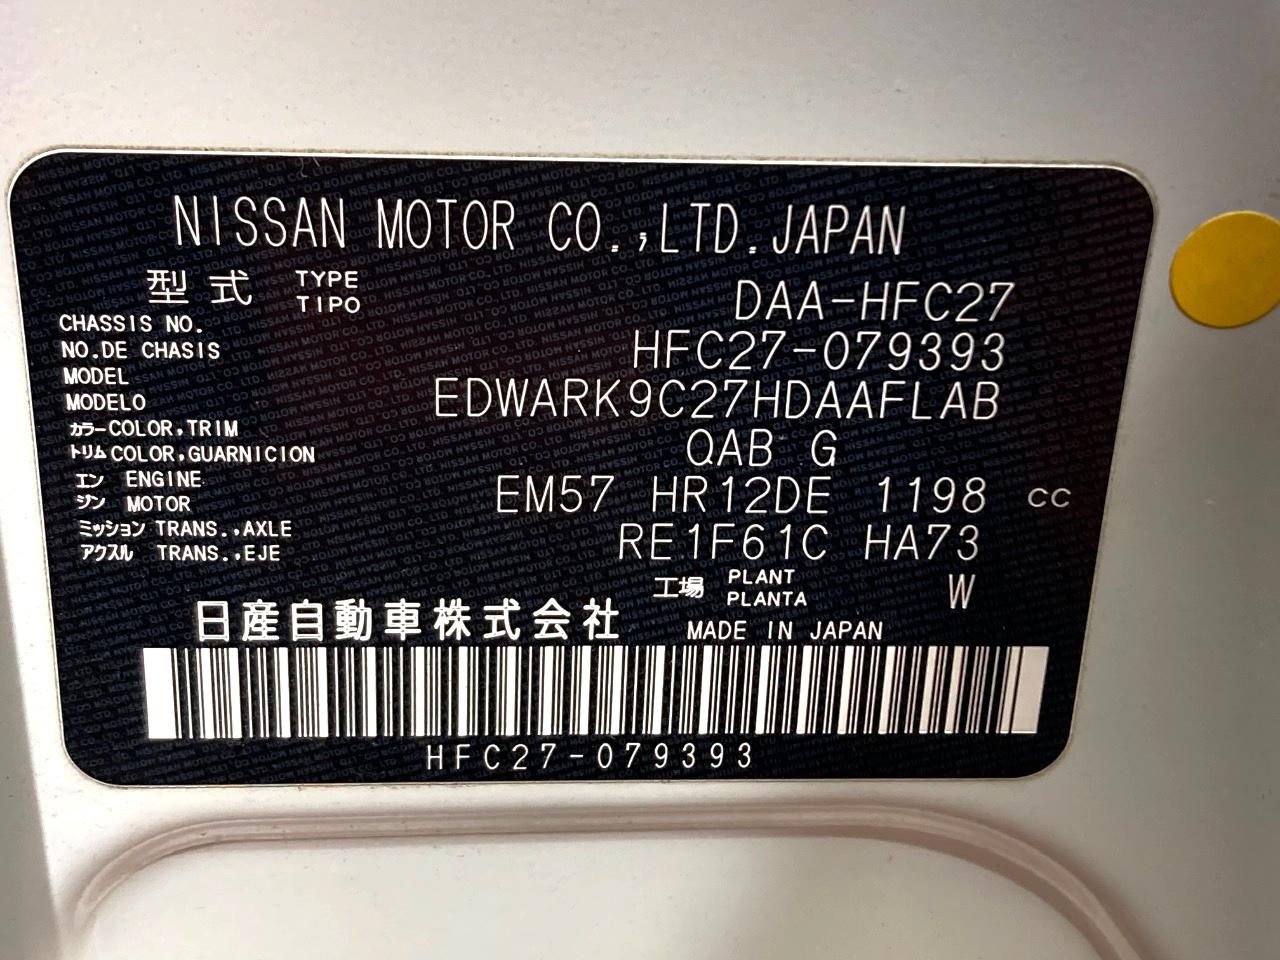 NISSAN MOTOR CO.,LTD.JAPAN
型式 TYPE TIPO DAA-HFC27
CHASSIS NO.
NO.DE CHASIS HFC27-079393
MODEL
MODELO EDWARK9C27HDAAFLAB
カラー COLOR,TRIM
トリム COLOR,GUARNICION QAB G
エン ENGINE
ジン MOTOR EM57 HR12DE 1198 CC
ミッション TRANS.,AXLE
アクスル TRANS.,EJE RE1F61C HA73
工場 PLANT PLANTA W
日産自動車株式会社 MADE IN JAPAN
HFC27-079393